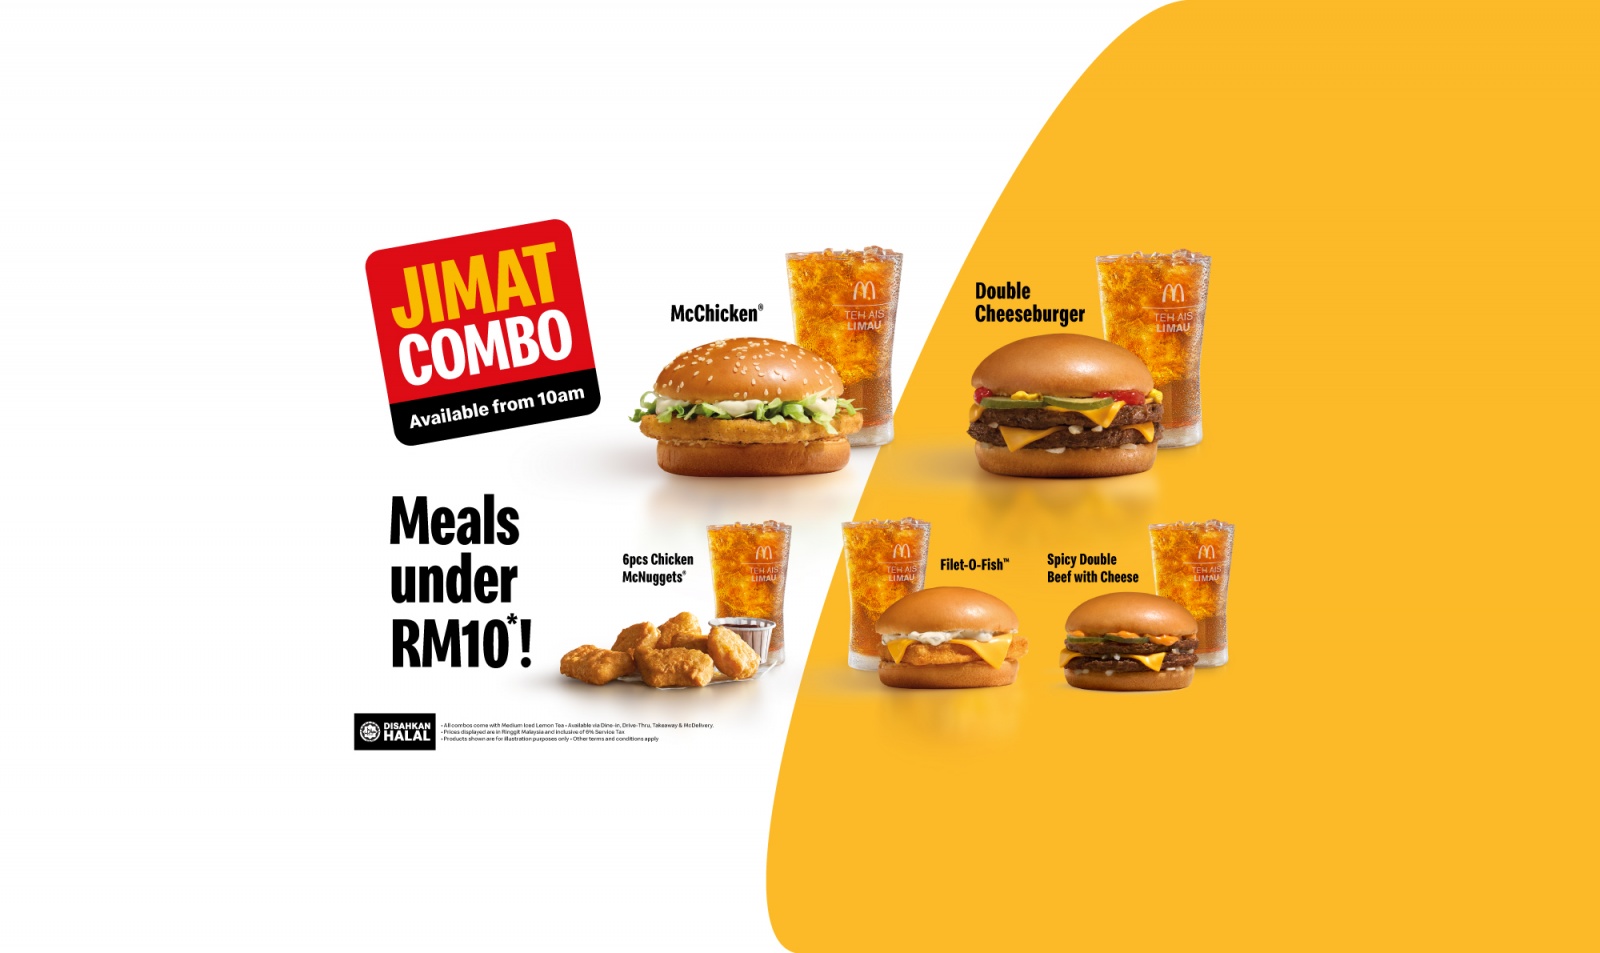 JIMAT
COMBO
Available from 10am
Meals
under
RM10*!
McChicken®
TEH AIS
LIMAU
Double
Cheeseburger
TEH AIS
LIMAU
6pcs Chicken
McNuggets®
TEH AIS
LIMAU
TEH AIS
LIMAU
Filet-O-Fish™
Spicy Double
Beef with Cheese
TEH AIS
LIMAU
DISAHKAN
HALAL
• All combos come with Medium Iced Lemon Tea • Available via Dine-in, Drive-Thru, Takeaway & McDelivery.
• Prices displayed are in Ringgit Malaysia and inclusive of 6% Service Tax
• Products shown are for illustration purposes only • Other terms and conditions apply